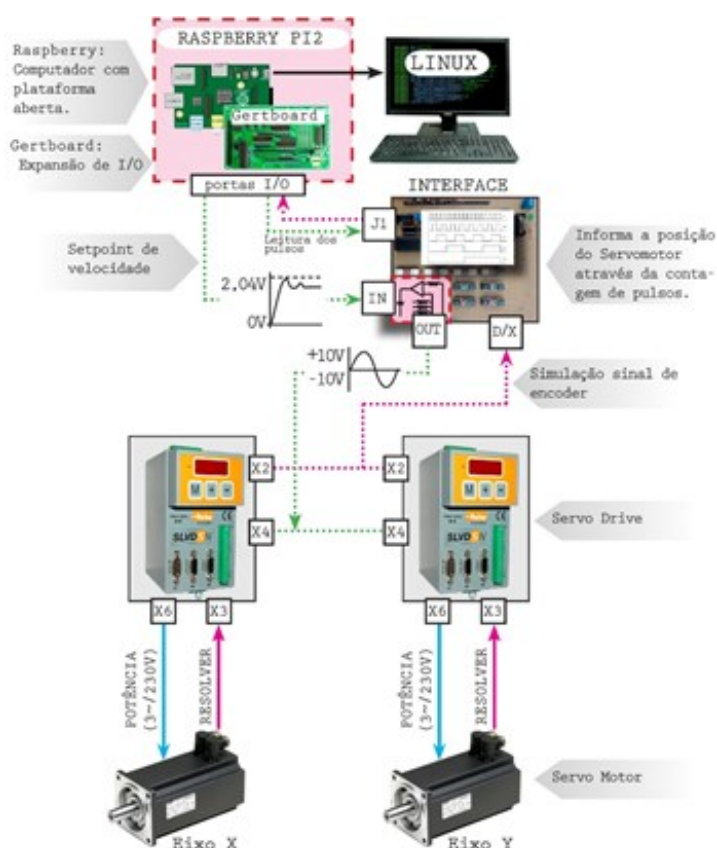 RASPBERRY PI2
Raspberry:
Computador com
plataforma
aberta.
LINUX
Gertboard
Gertboard:
Expansão de I/O
portas I/O
INTERFACE
J1
Leitura dos
pulsos
Setpoint de
velocidade
Informa a posição
do Servomotor
através da conta-
gem de pulsos.
2,04V
0V
IN
OUT
D/X
+10V
-10V
Simulação sinal de
encoder
X2
X2
X4
X4
M
M
SLVD
N
SLVD
N
Servo Drive
X6
X3
X6
X3
POTÊNCIA
(3~/230V)
RESOLVER
POTÊNCIA
(3~/230V)
RESOLVER
Servo Motor
Eixo X
Eixo Y